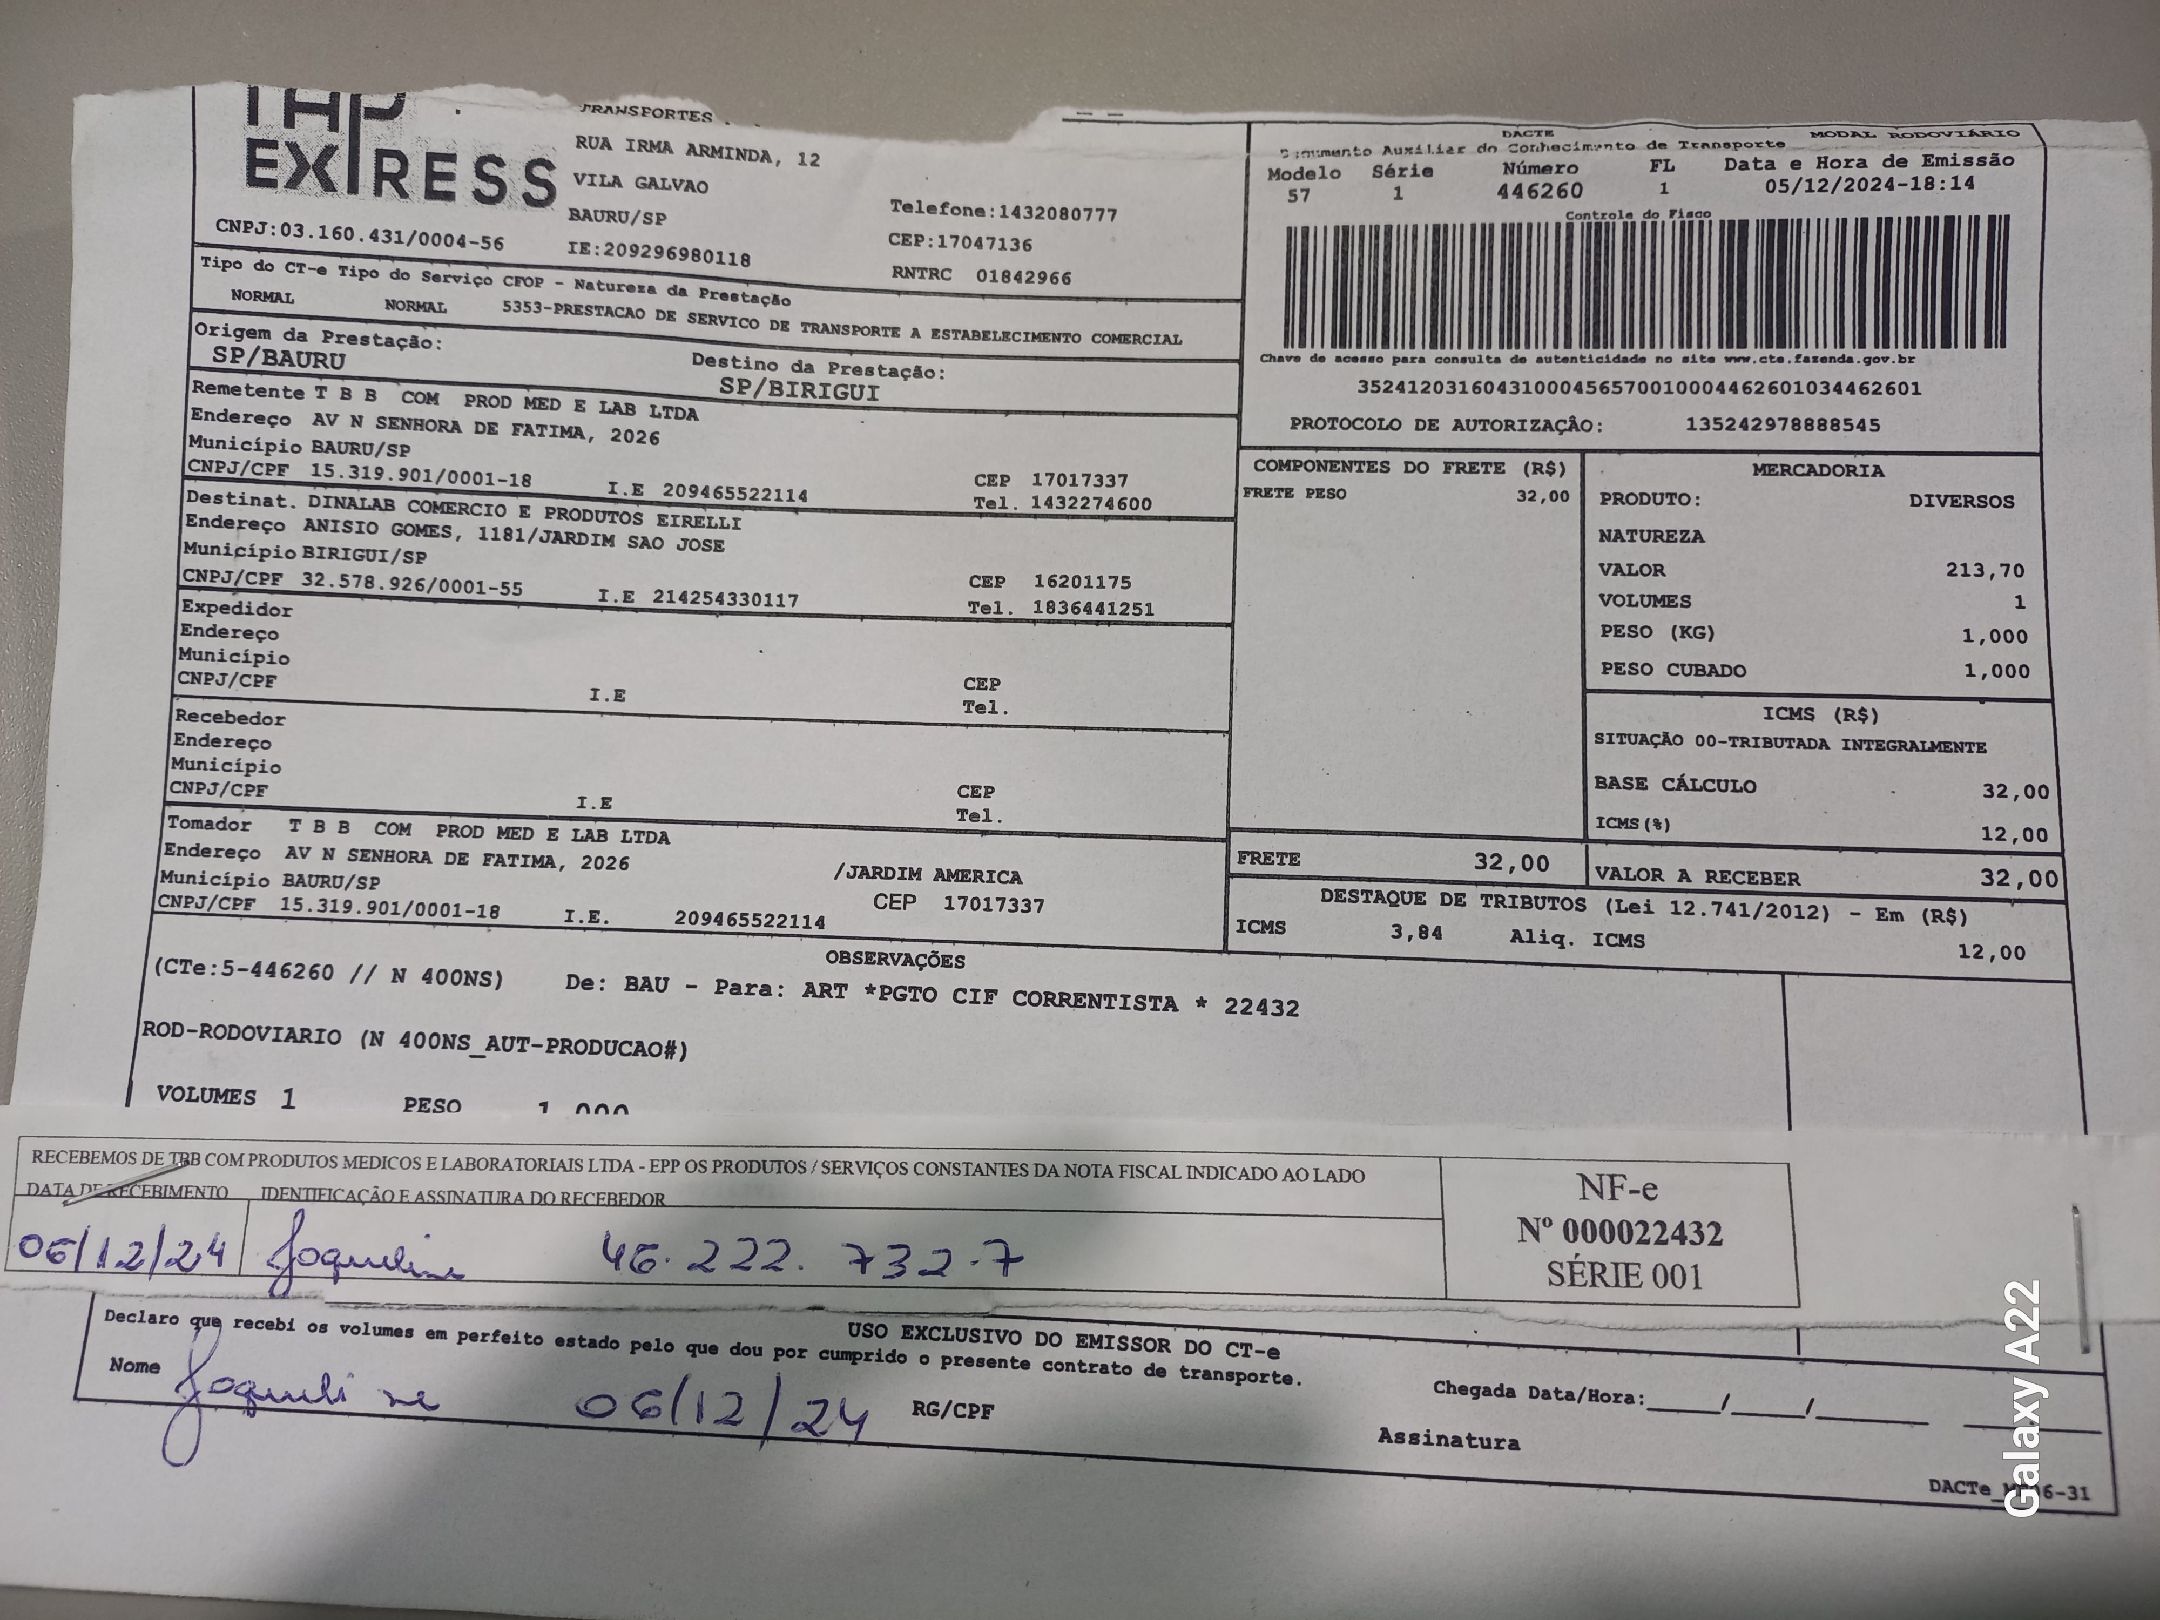 EXPRESS
TRANSPORTES
RUA IRMA ARMINDA, 12
VILA GALVAO
BAURU/SP
CNPJ:03.160.431/0004-56
IE:209296980118
Telefone:1432080777
CEP:17047136
RNTRC 01842966
DACTE
MODAL RODOVIÁRIO
Documento Auxiliar do Conhecimento de Transporte
Modelo Série Número FL Data e Hora de Emissão
57 1 446260 1 05/12/2024-18:14
Controle do Fisco
Chave de acesso para consulta de autenticidade no site www.cte.fazenda.gov.br
35241203160431000456570010004462601034462601
PROTOCOLO DE AUTORIZAÇÂO: 135242978888545
Tipo do CT-e Tipo do Serviço CFOP - Natureza da Prestação
NORMAL NORMAL 5353-PRESTACAO DE SERVICO DE TRANSPORTE A ESTABELECIMENTO COMERCIAL
Origem da Prestação: Destino da Prestação:
SP/BAURU SP/BIRIGUI
Remetente T B B COM PROD MED E LAB LTDA
Endereço AV N SENHORA DE FATIMA, 2026
Município BAURU/SP CEP 17017337
CNPJ/CPF 15.319.901/0001-18 I.E 209465522114 Tel. 1432274600
Destinat. DINALAB COMERCIO E PRODUTOS EIRELLI
Endereço ANISIO GOMES, 1181/JARDIM SAO JOSE
Município BIRIGUI/SP CEP 16201175
CNPJ/CPF 32.578.926/0001-55 I.E 214254330117 Tel. 1836441251
Expedidor
Endereço
Município CEP
CNPJ/CPF I.E Tel.
Recebedor
Endereço
Município CEP
CNPJ/CPF I.E Tel.
Tomador T B B COM PROD MED E LAB LTDA
Endereço AV N SENHORA DE FATIMA, 2026 /JARDIM AMERICA
Município BAURU/SP CEP 17017337
CNPJ/CPF 15.319.901/0001-18 I.E. 209465522114
COMPONENTES DO FRETE (R$)
FRETE PESO 32,00
MERCADORIA
PRODUTO: DIVERSOS
NATUREZA
VALOR 213,70
VOLUMES 1
PESO (KG) 1,000
PESO CUBADO 1,000
ICMS (R$)
SITUAÇÃO 00-TRIBUTADA INTEGRALMENTE
BASE CÁLCULO 32,00
ICMS(%) 12,00
FRETE 32,00 VALOR A RECEBER 32,00
DESTAQUE DE TRIBUTOS (Lei 12.741/2012) - Em (R$)
ICMS 3,84 Aliq. ICMS 12,00
OBSERVAÇÕES
(CTe:5-446260 // N 400NS) De: BAU - Para: ART *PGTO CIF CORRENTISTA * 22432
ROD-RODOVIARIO (N 400NS_AUT-PRODUCAO#)
VOLUMES 1 PESO 1,000
RECEBEMOS DE TBB COM PRODUTOS MEDICOS E LABORATORIAIS LTDA - EPP OS PRODUTOS / SERVIÇOS CONSTANTES DA NOTA FISCAL INDICADO AO LADO
DATA DE RECEBIMENTO IDENTIFICAÇÃO E ASSINATURA DO RECEBEDOR
06/12/24 Joqueline 46.222.732-7
NF-e
Nº 000022432
SÉRIE 001
USO EXCLUSIVO DO EMISSOR DO CT-e
Declaro que recebi os volumes em perfeito estado pelo que dou por cumprido o presente contrato de transporte.
Nome Joqueline 06/12/24 RG/CPF
Chegada Data/Hora:____/____/______
Assinatura
Galaxy A22